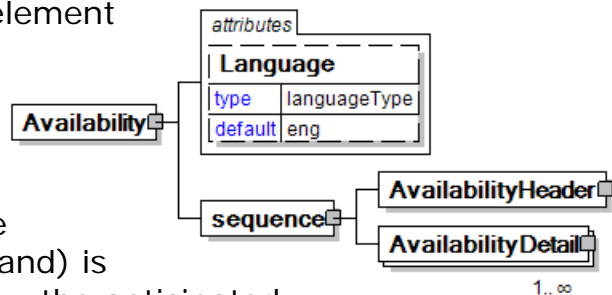 element
attributes
Language
type languageType
default eng
Availability
AvailabilityHeader
sequence
AvailabilityDetail
1.. ∞
and) is
the anticipated